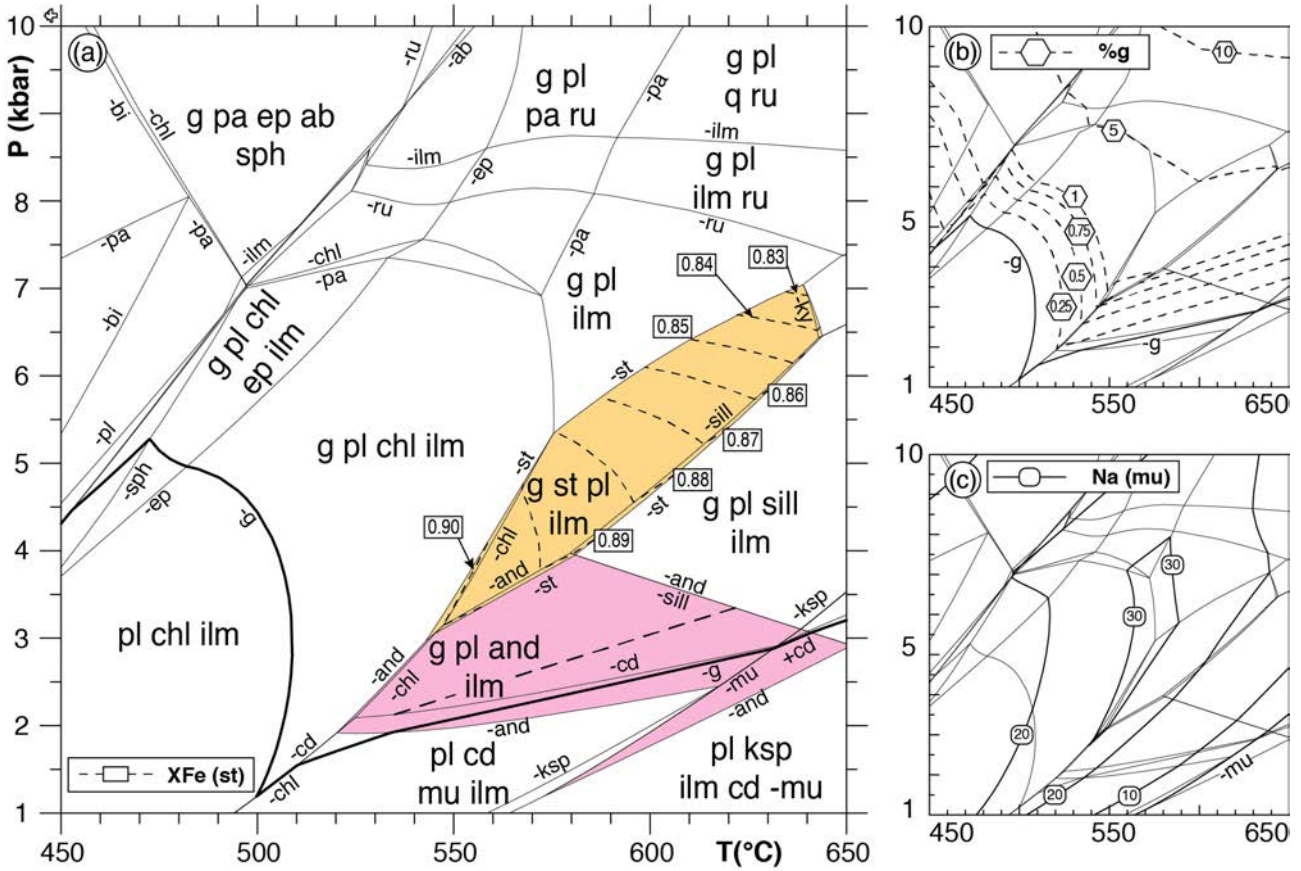 (a)
P (kbar)
10
9
8
7
6
5
4
3
2
1
450
500
550
600
T(°C)
650
-bi
-chl
-ru
-ab
g pa ep ab
sph
g pl
pa ru
-pa
g pl
q ru
-ilm
-ilm
-ep
g pl
ilm ru
-pa
-pa
-ru
-ru
-ilm
-chl
-pa
-pa
-bi
g pl chl
ep ilm
g pl
ilm
0.84
0.83
-ky
0.85
-st
0.86
-sill
0.87
-pl
g pl chl ilm
-st
0.88
-st
-sph
-ep
-g
g st pl
ilm
g pl sill
ilm
0.90
-chl
0.89
-and
-st
-and
-sill
-ksp
pl chl ilm
g pl and
ilm
-and
-chl
-cd
-g
-mu
+cd
-and
-and
-cd
-chl
pl cd
mu ilm
-ksp
pl ksp
ilm cd -mu
XFe (st)
(b)
%g
10
5
1
10
5
1
0.75
0.5
0.25
-g
-g
450
550
650
(c)
Na (mu)
10
5
1
30
30
20
20
10
-mu
450
550
650